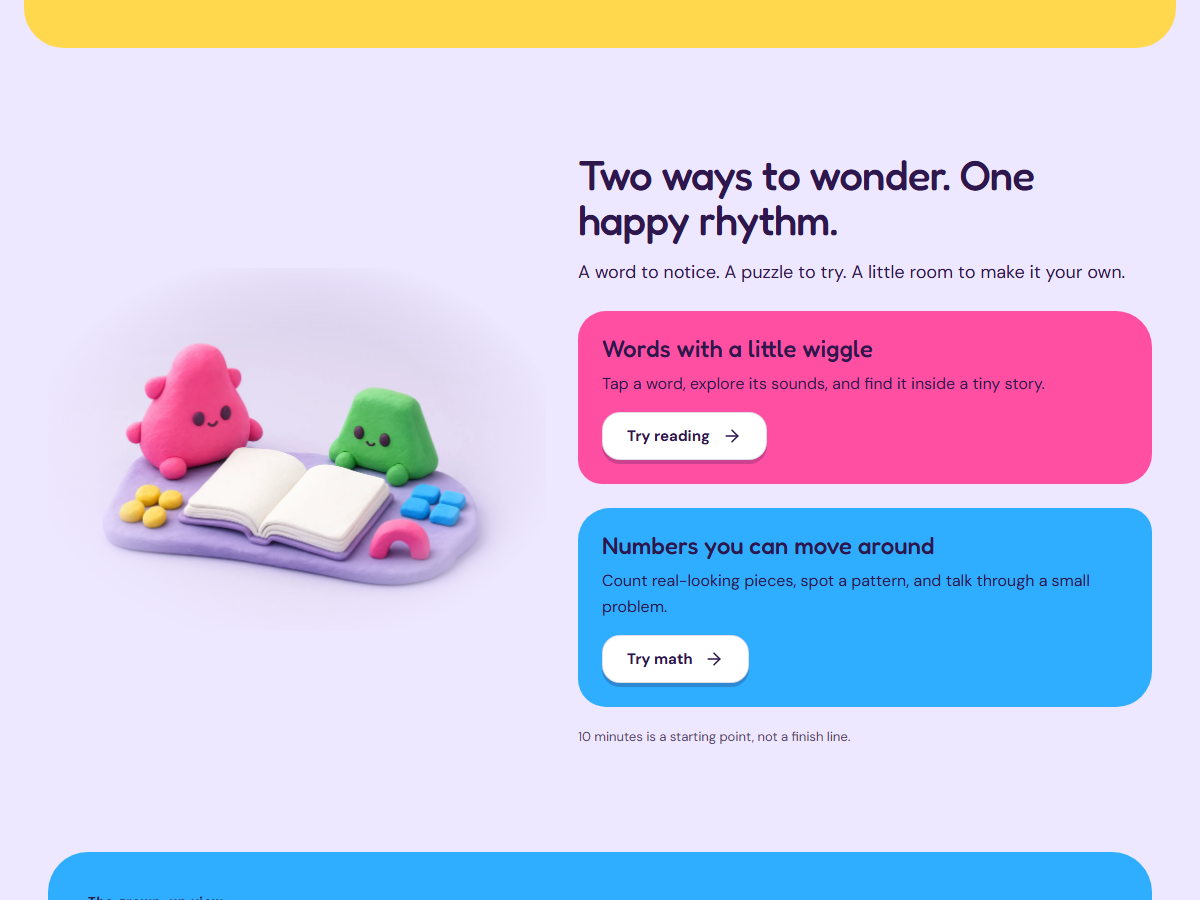 Two ways to wonder. One
happy rhythm.
A word to notice. A puzzle to try. A little room to make it your own.
Words with a little wiggle
Tap a word, explore its sounds, and find it inside a tiny story.
Try reading
Numbers you can move around
Count real-looking pieces, spot a pattern, and talk through a small
problem.
Try math
10 minutes is a starting point, not a finish line.